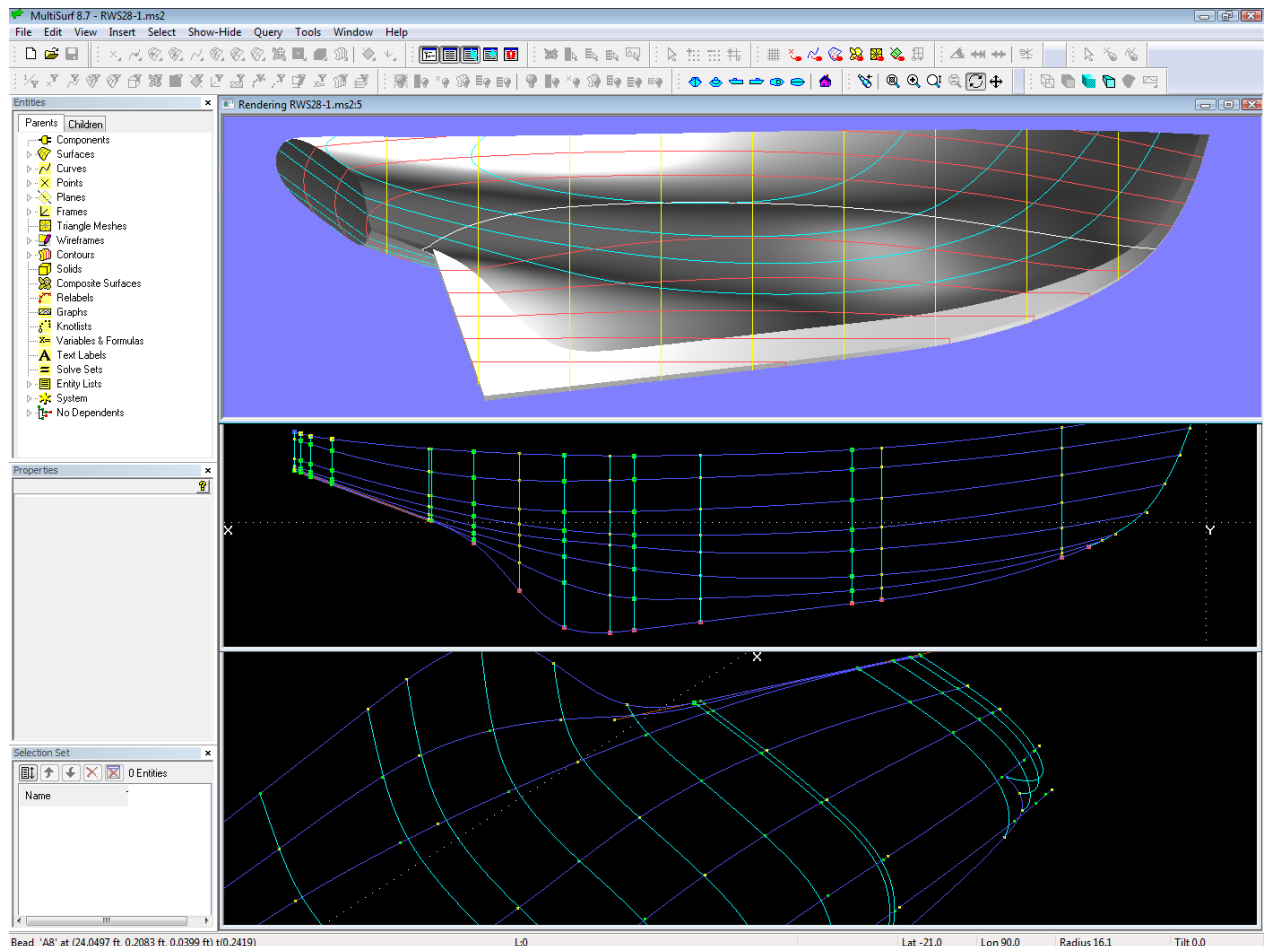 MultiSurf 8.7 - RWS28-1.ms2
File Edit View Insert Select Show-Hide Query Tools Window Help
Entities
Parents Children
Components
Surfaces
Curves
Points
Planes
Frames
Triangle Meshes
Wireframes
Contours
Solids
Composite Surfaces
Relabels
Graphs
Knotlists
X= Variables & Formulas
A Text Labels
Solve Sets
Entity Lists
System
No Dependents
Properties
Selection Set
0 Entities
Name
Rendering RWS28-1.ms2:5
X
Y
X
Bead 'A8' at (24.0497 ft, 0.2083 ft, 0.0399 ft) t(0.2419)
L:0
Lat -21.0 Lon 90.0 Radius 16.1 Tilt 0.0